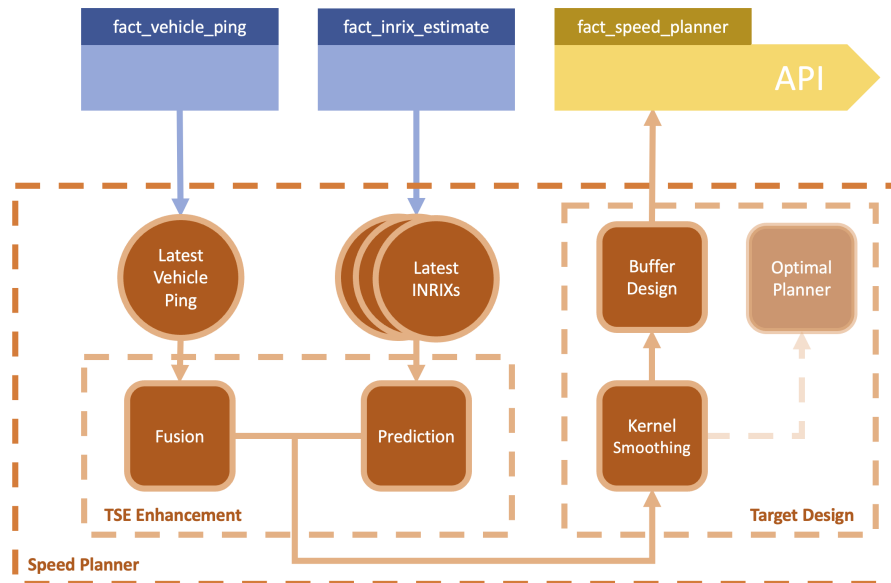 fact_vehicle_ping
fact_inrix_estimate
fact_speed_planner
API
Latest
Vehicle
Ping
Latest
INRIXs
Buffer
Design
Optimal
Planner
Fusion
Prediction
Kernel
Smoothing
TSE Enhancement
Target Design
Speed Planner